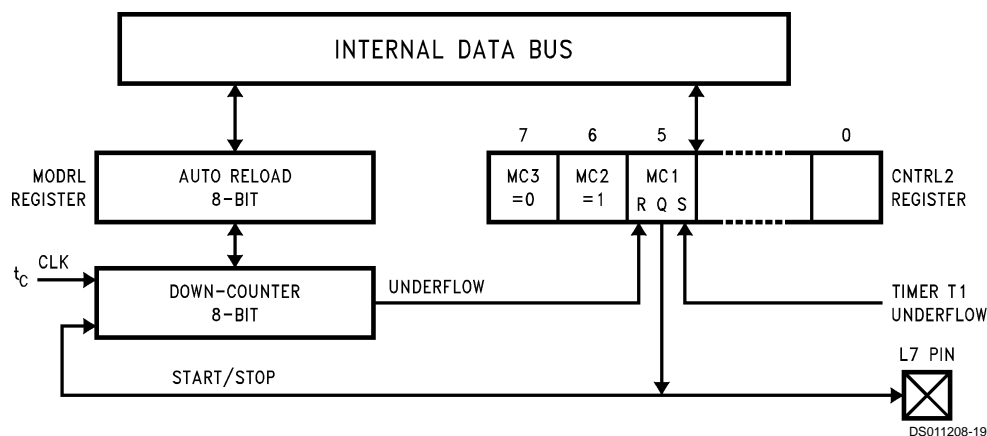 INTERNAL DATA BUS
7 6 5 0
MODRL
REGISTER
AUTO RELOAD
8-BIT
MC3
=0
MC2
=1
MC1
R Q S
CNTRL2
REGISTER
tC CLK
DOWN-COUNTER
8-BIT
UNDERFLOW
TIMER T1
UNDERFLOW
START/STOP
L7 PIN
DS011208-19